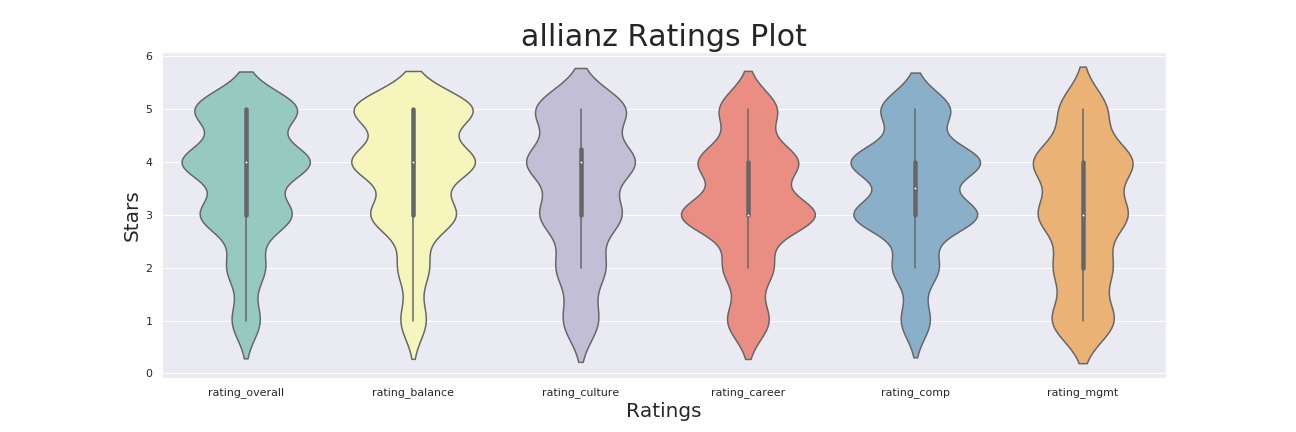 allianz Ratings Plot
6
5
4
3
2
1
0
Stars
rating_overall rating_balance rating_culture rating_career rating_comp rating_mgmt
Ratings